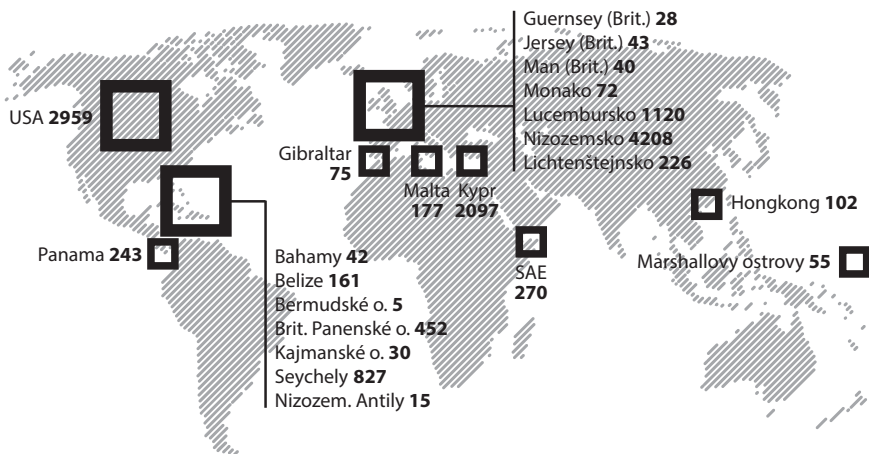 Guernsey (Brit.) 28
Jersey (Brit.) 43
Man (Brit.) 40
Monako 72
Lucembursko 1120
Nizozemsko 4208
Lichtenštejnsko 226
USA 2959
Gibraltar
75
Malta
177
Kypr
2097
Hongkong 102
Panama 243
Bahamy 42
Belize 161
Bermudské o. 5
Brit. Panenské o. 452
Kajmanské o. 30
Seychely 827
Nizozem. Antily 15
SAE
270
Marshallovy ostrovy 55